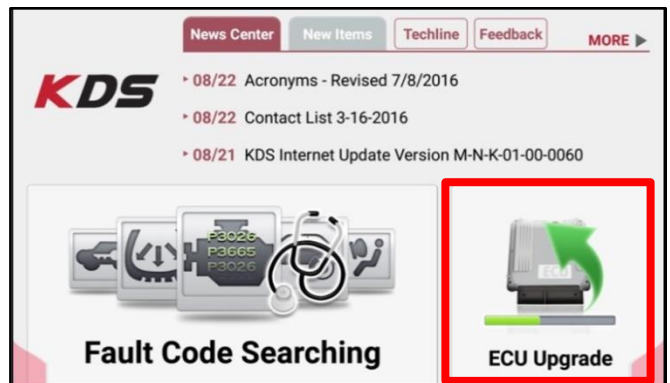 News Center New Items Techline Feedback MORE
KDS
08/22 Acronyms - Revised 7/8/2016
08/22 Contact List 3-16-2016
08/21 KDS Internet Update Version M-N-K-01-00-0060
P3026
P3665
P3026
ECU
Fault Code Searching
ECU Upgrade